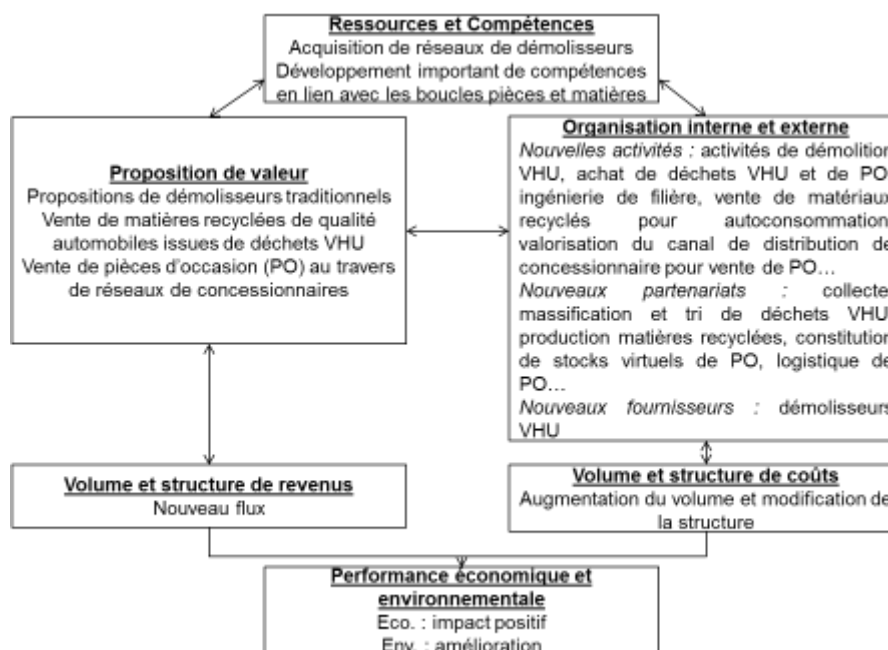 Ressources et Compétences
Acquisition de réseaux de démolisseurs
Développement important de compétences
en lien avec les boucles pièces et matières
Proposition de valeur
Propositions de démolisseurs traditionnels
Vente de matières recyclées de qualité
automobiles issues de déchets VHU
Vente de pièces d'occasion (PO) au travers
de réseaux de concessionnaires
Organisation interne et externe
Nouvelles activités : activités de démolition
VHU, achat de déchets VHU et de PO
ingénierie de filière, vente de matériaux
recyclés pour autoconsommation
valorisation du canal de distribution de
concessionnaire pour vente de PO…
Nouveaux partenariats : collecte
massification et tri de déchets VHU
production matières recyclées, constitution
de stocks virtuels de PO, logistique de
PO…
Nouveaux fournisseurs : démolisseurs
VHU
Volume et structure de revenus
Nouveau flux
Volume et structure de coûts
Augmentation du volume et modification de
la structure
Performance économique et
environnementale
Eco. : impact positif
Env. : amélioration